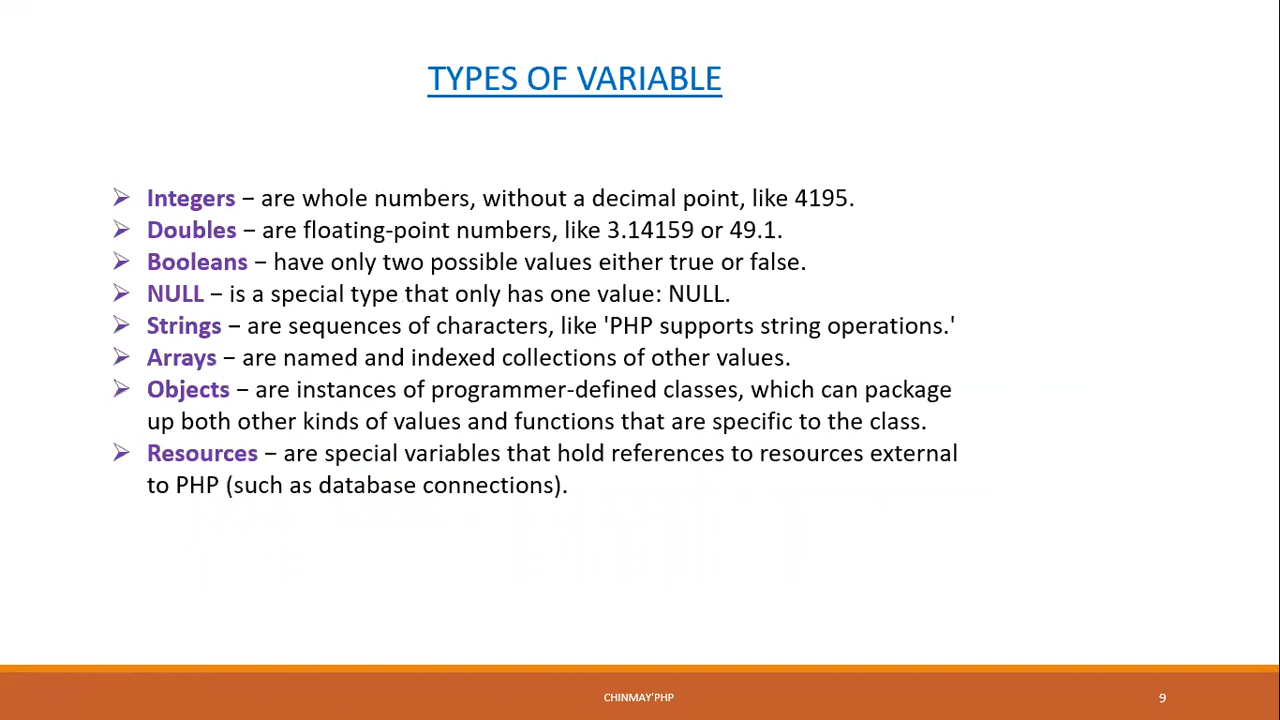 TYPES OF VARIABLE
➢ Integers − are whole numbers, without a decimal point, like 4195.
➢ Doubles − are floating-point numbers, like 3.14159 or 49.1.
➢ Booleans − have only two possible values either true or false.
➢ NULL − is a special type that only has one value: NULL.
➢ Strings − are sequences of characters, like 'PHP supports string operations.'
➢ Arrays − are named and indexed collections of other values.
➢ Objects − are instances of programmer-defined classes, which can package
up both other kinds of values and functions that are specific to the class.
➢ Resources − are special variables that hold references to resources external
to PHP (such as database connections).
CHINMAY'PHP
9